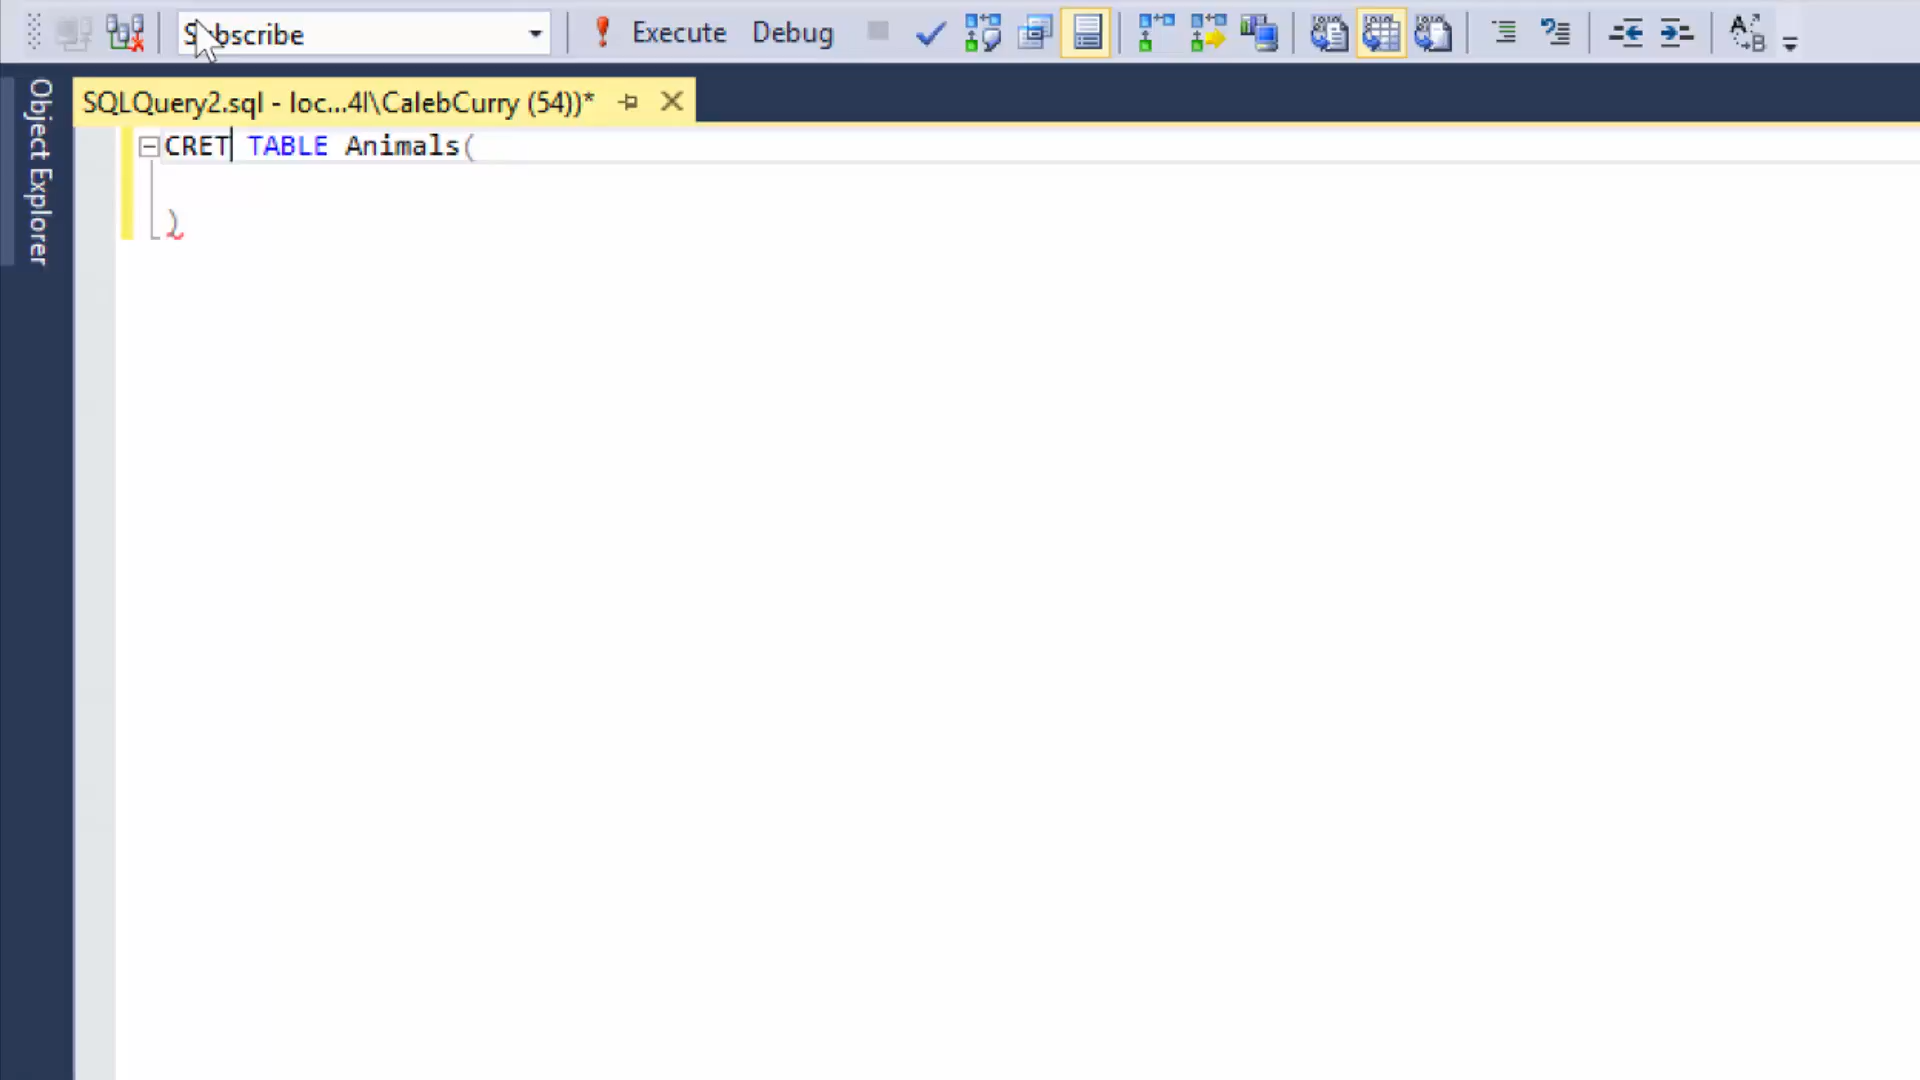 Subscribe
Execute
Debug
Object Explorer
SQLQuery2.sql - loc...4l\CalebCurry (54))*
CRET TABLE Animals(
)